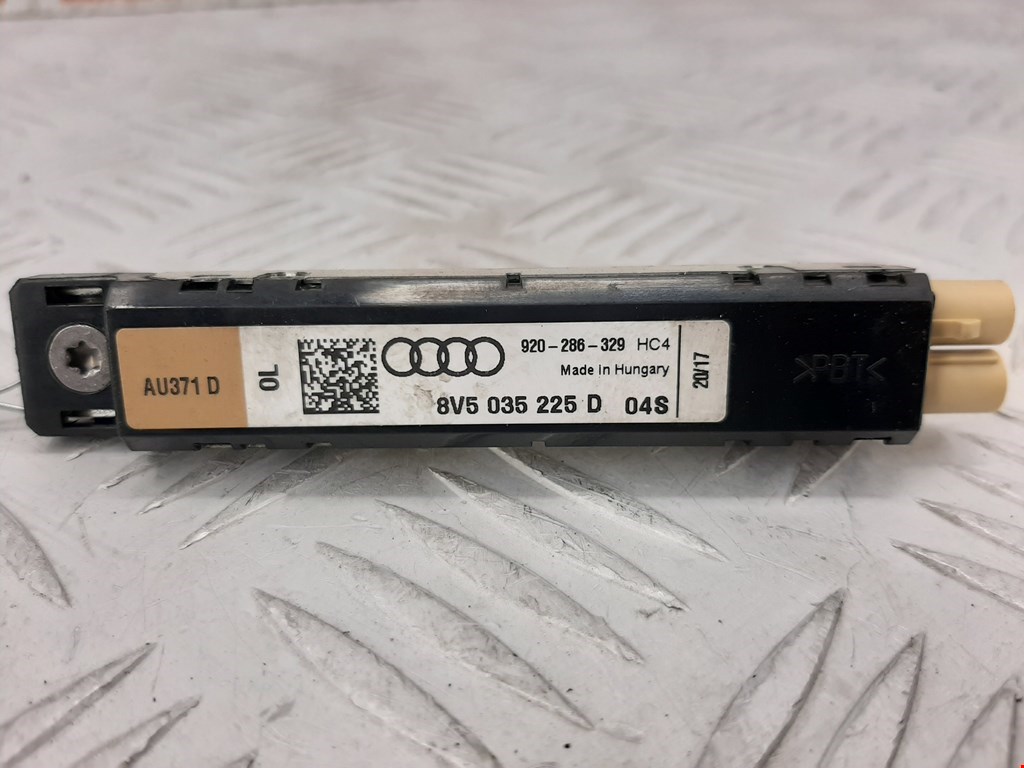 AU371 D
0L
920-286-329 HC4
Made in Hungary
8V5 035 225 D 04S
20/17
>PBT<